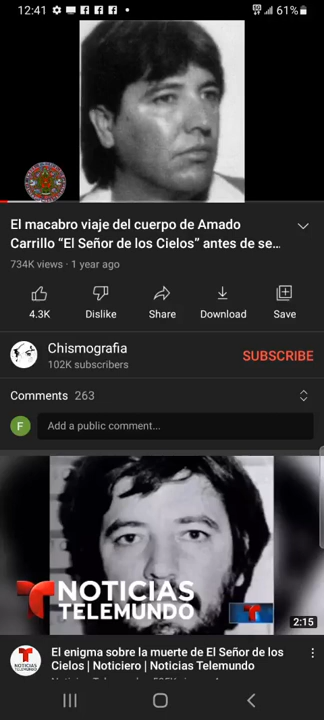 12:41
61%
El macabro viaje del cuerpo de Amado
Carrillo “El Señor de los Cielos” antes de se...
734K views · 1 year ago
4.3K
Dislike
Share
Download
Save
Chismografia
102K subscribers
SUBSCRIBE
Comments 263
F
Add a public comment...
NOTICIAS
TELEMUNDO
2:15
El enigma sobre la muerte de El Señor de los
Cielos | Noticiero | Noticias Telemundo